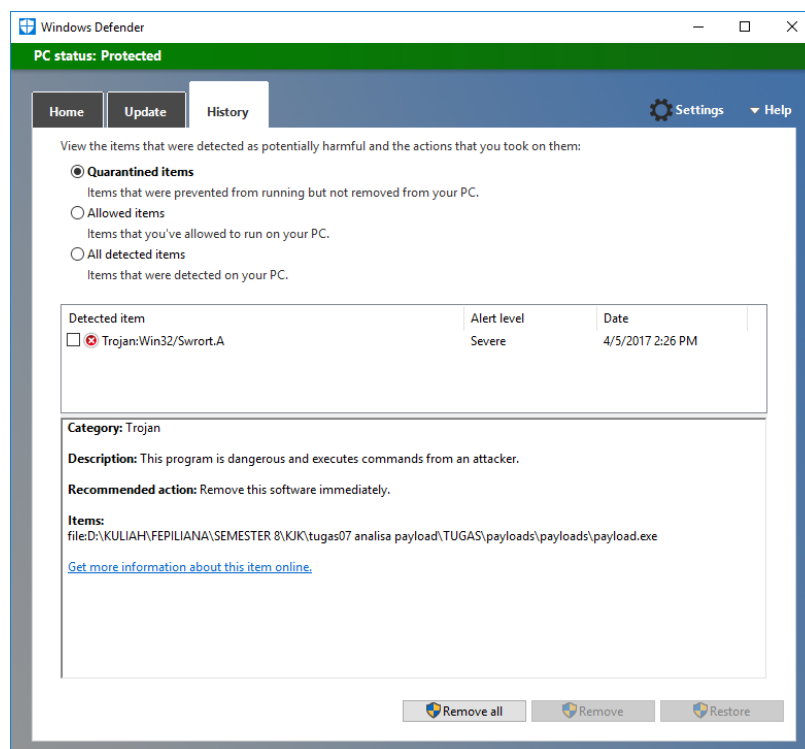 Windows Defender
PC status: Protected
Home Update History Settings Help
View the items that were detected as potentially harmful and the actions that you took on them:
Quarantined items
Items that were prevented from running but not removed from your PC.
Allowed items
Items that you've allowed to run on your PC.
All detected items
Items that were detected on your PC.
Detected item Alert level Date
Trojan:Win32/Swrort.A Severe 4/5/2017 2:26 PM
Category: Trojan
Description: This program is dangerous and executes commands from an attacker.
Recommended action: Remove this software immediately.
Items:
file:D:\KULIAH\FEPILIANA\SEMESTER 8\KJK\tugas07 analisa payload\TUGAS\payloads\payloads\payload.exe
Get more information about this item online.
Remove all Remove Restore